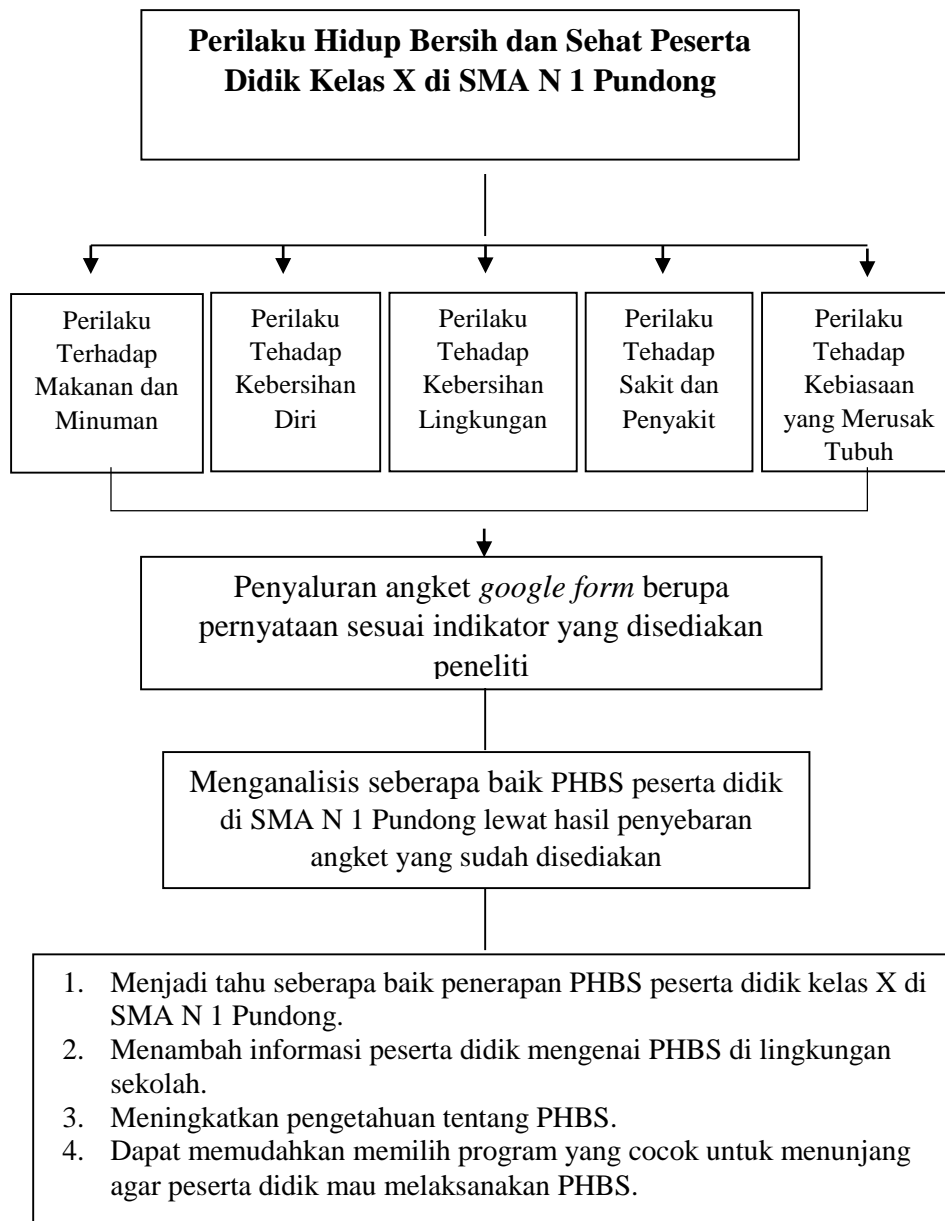 Perilaku Hidup Bersih dan Sehat Peserta
Didik Kelas X di SMA N 1 Pundong
Perilaku
Terhadap
Makanan dan
Minuman
Perilaku
Tehadap
Kebersihan
Diri
Perilaku
Tehadap
Kebersihan
Lingkungan
Perilaku
Tehadap
Sakit dan
Penyakit
Perilaku
Tehadap
Kebiasaan
yang Merusak
Tubuh
Penyaluran angket google form berupa
pernyataan sesuai indikator yang disediakan
peneliti
Menganalisis seberapa baik PHBS peserta didik
di SMA N 1 Pundong lewat hasil penyebaran
angket yang sudah disediakan
1. Menjadi tahu seberapa baik penerapan PHBS peserta didik kelas X di
SMA N 1 Pundong.
2. Menambah informasi peserta didik mengenai PHBS di lingkungan
sekolah.
3. Meningkatkan pengetahuan tentang PHBS.
4. Dapat memudahkan memilih program yang cocok untuk menunjang
agar peserta didik mau melaksanakan PHBS.